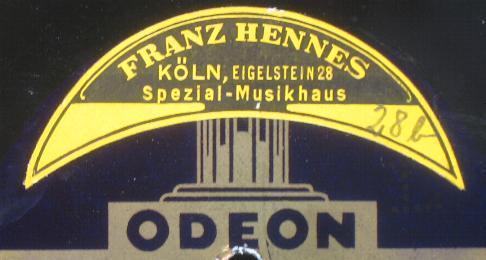 FRANZ HENNES
KÖLN, EIGELSTEIN 28
Spezial-Musikhaus
28b
ODEON